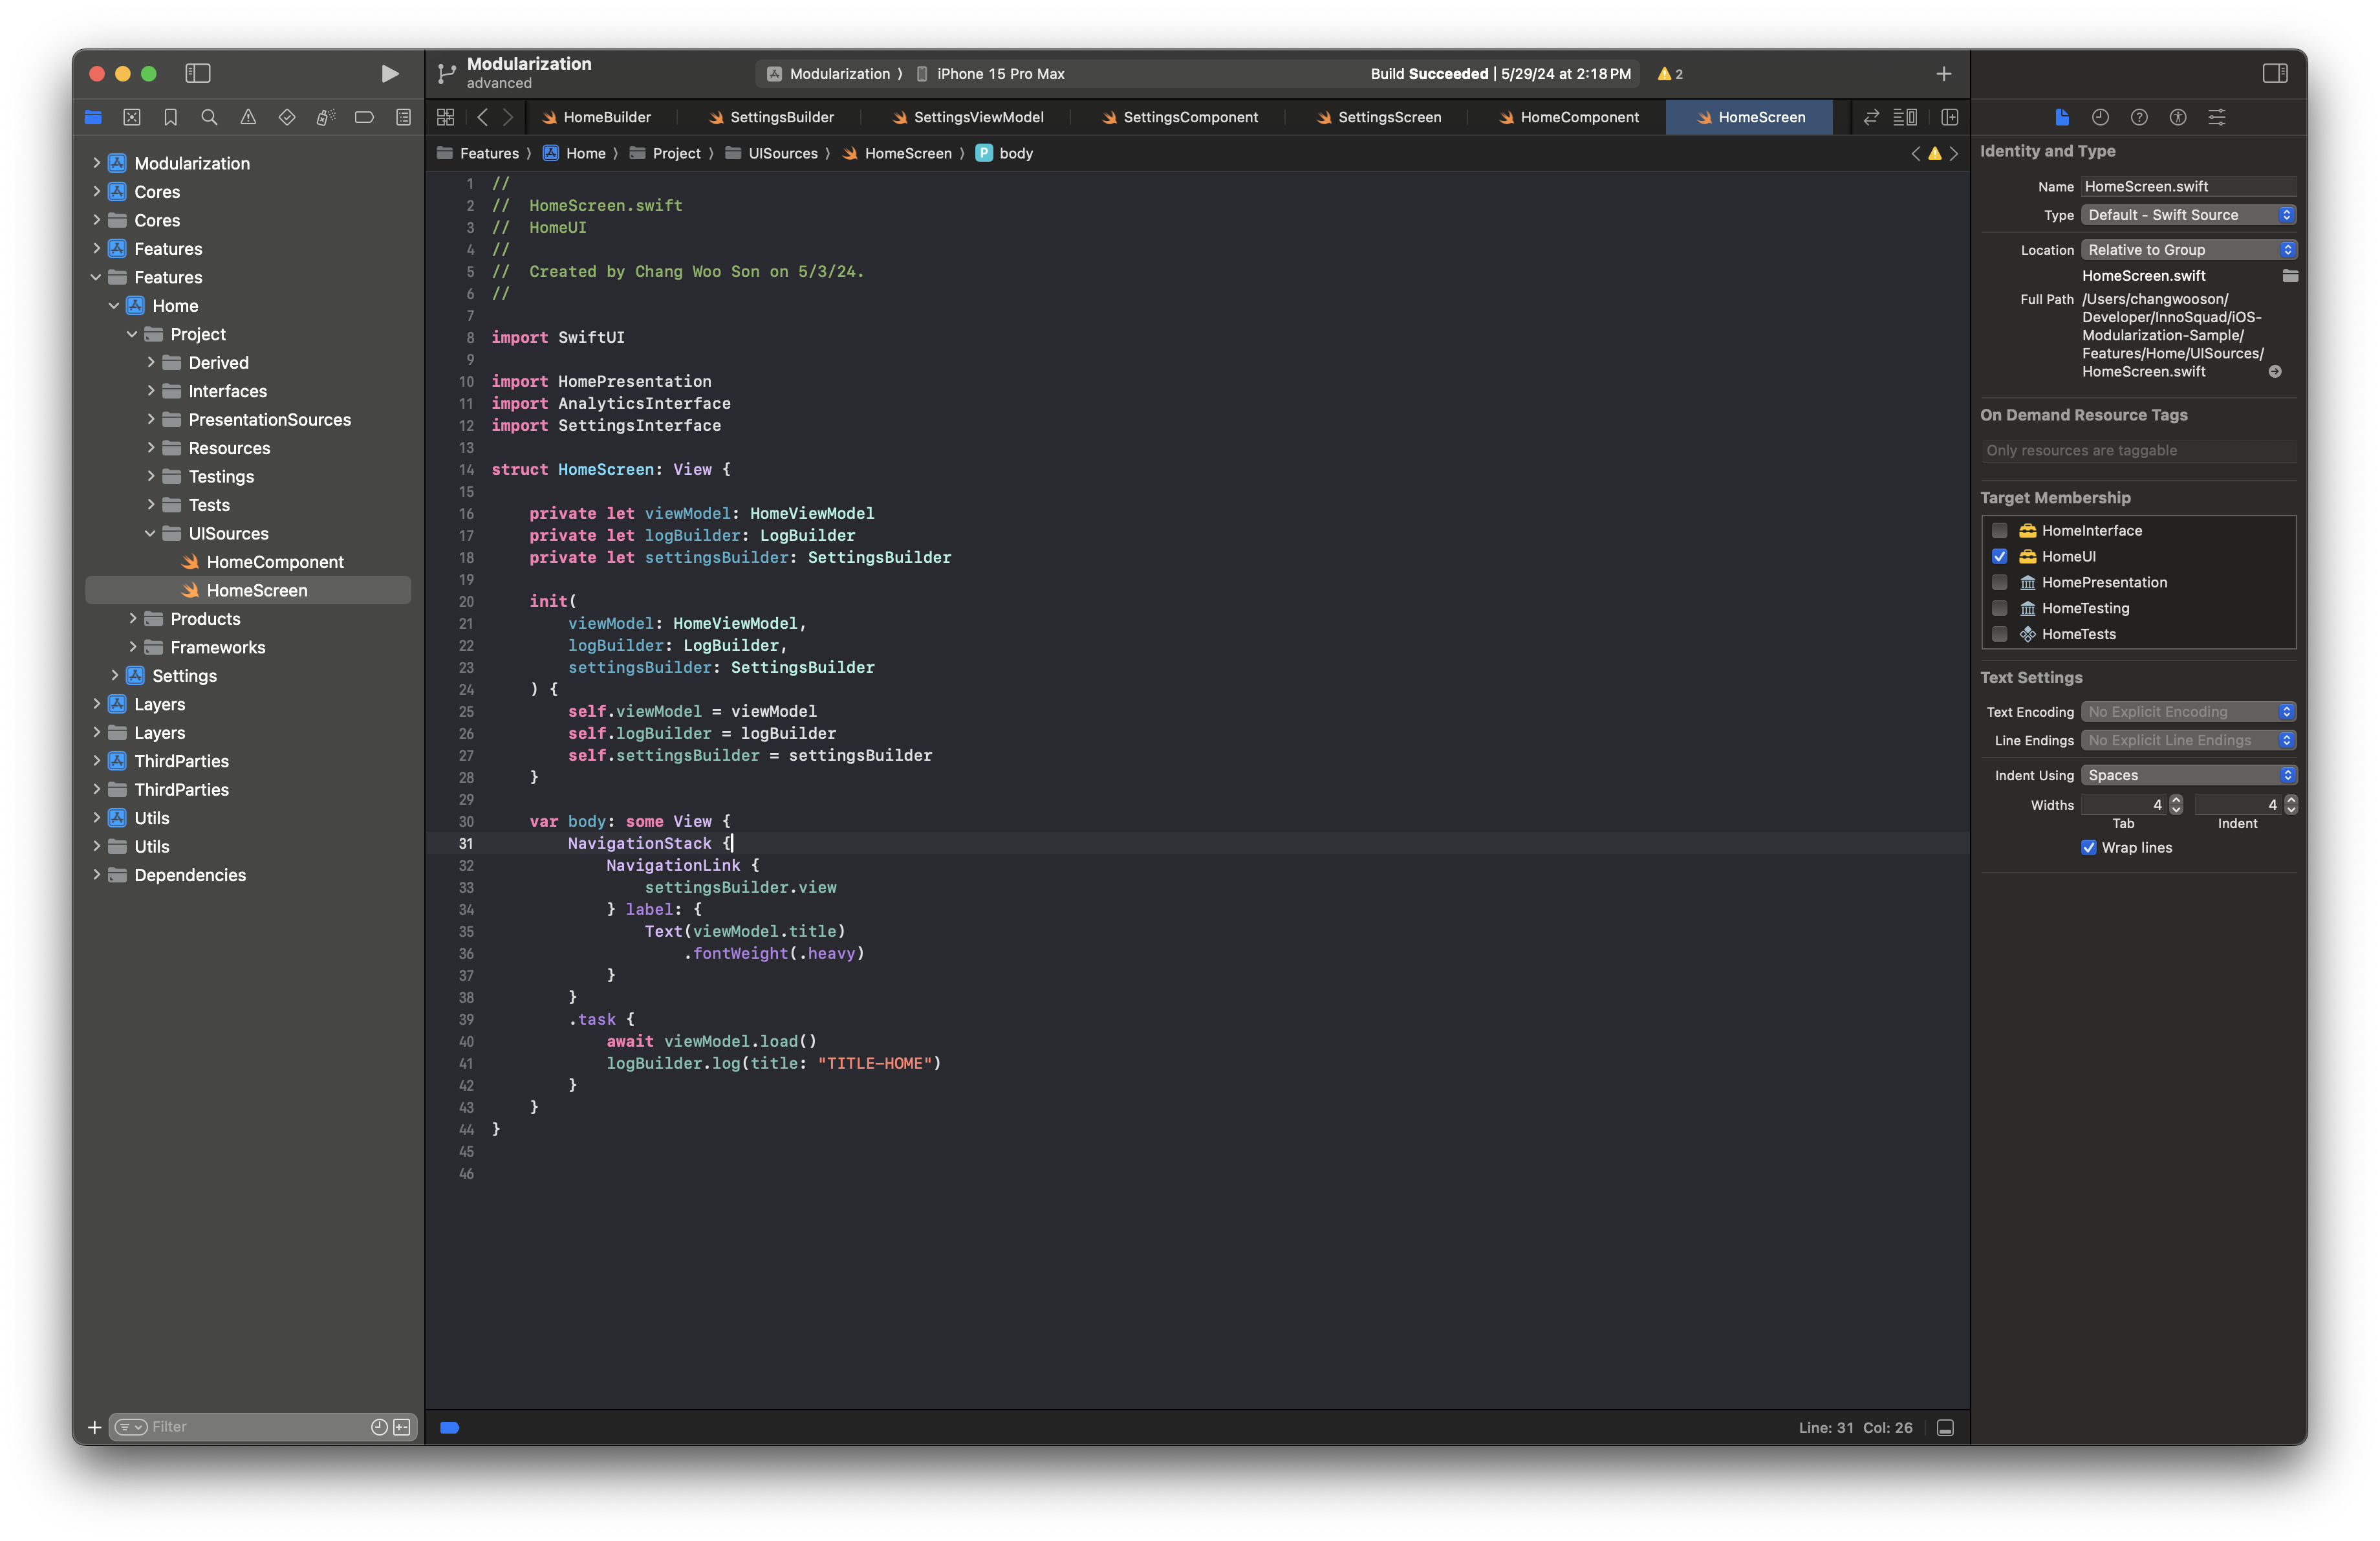 Modularization
advanced
Modularization 〉 iPhone 15 Pro Max
Build Succeeded | 5/29/24 at 2:18 PM
2
HomeBuilder
SettingsBuilder
SettingsViewModel
SettingsComponent
SettingsScreen
HomeComponent
HomeScreen
Features 〉 Home 〉 Project 〉 UISources 〉 HomeScreen 〉 P body
Modularization
Cores
Cores
Features
Features
Home
Project
Derived
Interfaces
PresentationSources
Resources
Testings
Tests
UISources
HomeComponent
HomeScreen
Products
Frameworks
Settings
Layers
Layers
ThirdParties
ThirdParties
Utils
Utils
Dependencies
Filter
1 //
2 //  HomeScreen.swift
3 //  HomeUI
4 //
5 //  Created by Chang Woo Son on 5/3/24.
6 //
7
8 import SwiftUI
9
10 import HomePresentation
11 import AnalyticsInterface
12 import SettingsInterface
13
14 struct HomeScreen: View {
15
16     private let viewModel: HomeViewModel
17     private let logBuilder: LogBuilder
18     private let settingsBuilder: SettingsBuilder
19
20     init(
21         viewModel: HomeViewModel,
22         logBuilder: LogBuilder,
23         settingsBuilder: SettingsBuilder
24     ) {
25         self.viewModel = viewModel
26         self.logBuilder = logBuilder
27         self.settingsBuilder = settingsBuilder
28     }
29
30     var body: some View {
31         NavigationStack {
32             NavigationLink {
33                 settingsBuilder.view
34             } label: {
35                 Text(viewModel.title)
36                     .fontWeight(.heavy)
37             }
38         }
39         .task {
40             await viewModel.load()
41             logBuilder.log(title: "TITLE-HOME")
42         }
43     }
44 }
45
46
Line: 31 Col: 26
Identity and Type
Name HomeScreen.swift
Type Default - Swift Source
Location Relative to Group
HomeScreen.swift
Full Path /Users/changwooson/
Developer/InnoSquad/iOS-
Modularization-Sample/
Features/Home/UISources/
HomeScreen.swift
On Demand Resource Tags
Only resources are taggable
Target Membership
HomeInterface
HomeUI
HomePresentation
HomeTesting
HomeTests
Text Settings
Text Encoding No Explicit Encoding
Line Endings No Explicit Line Endings
Indent Using Spaces
Widths 4 4
Tab Indent
Wrap lines